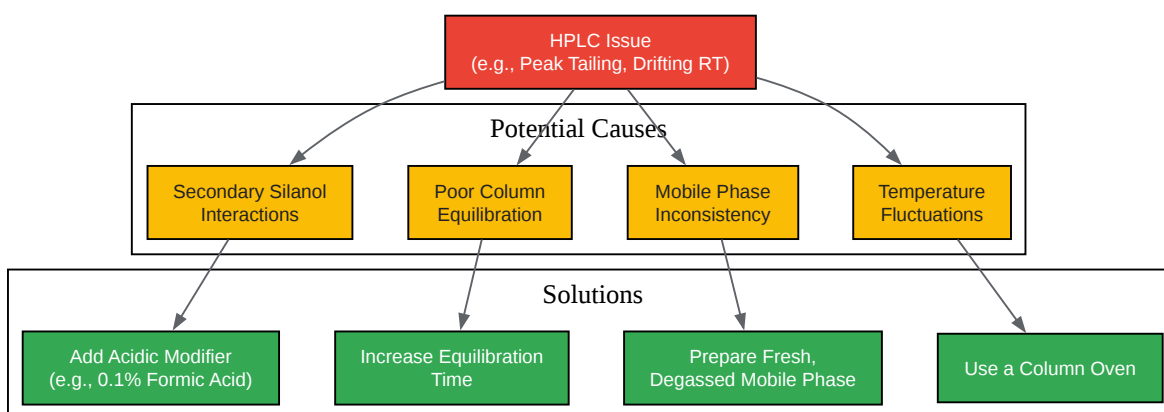 HPLC Issue
(e.g., Peak Tailing, Drifting RT)
Potential Causes
Secondary Silanol
Interactions
Poor Column
Equilibration
Mobile Phase
Inconsistency
Temperature
Fluctuations
Solutions
Add Acidic Modifier
(e.g., 0.1% Formic Acid)
Increase Equilibration
Time
Prepare Fresh,
Degassed Mobile Phase
Use a Column Oven